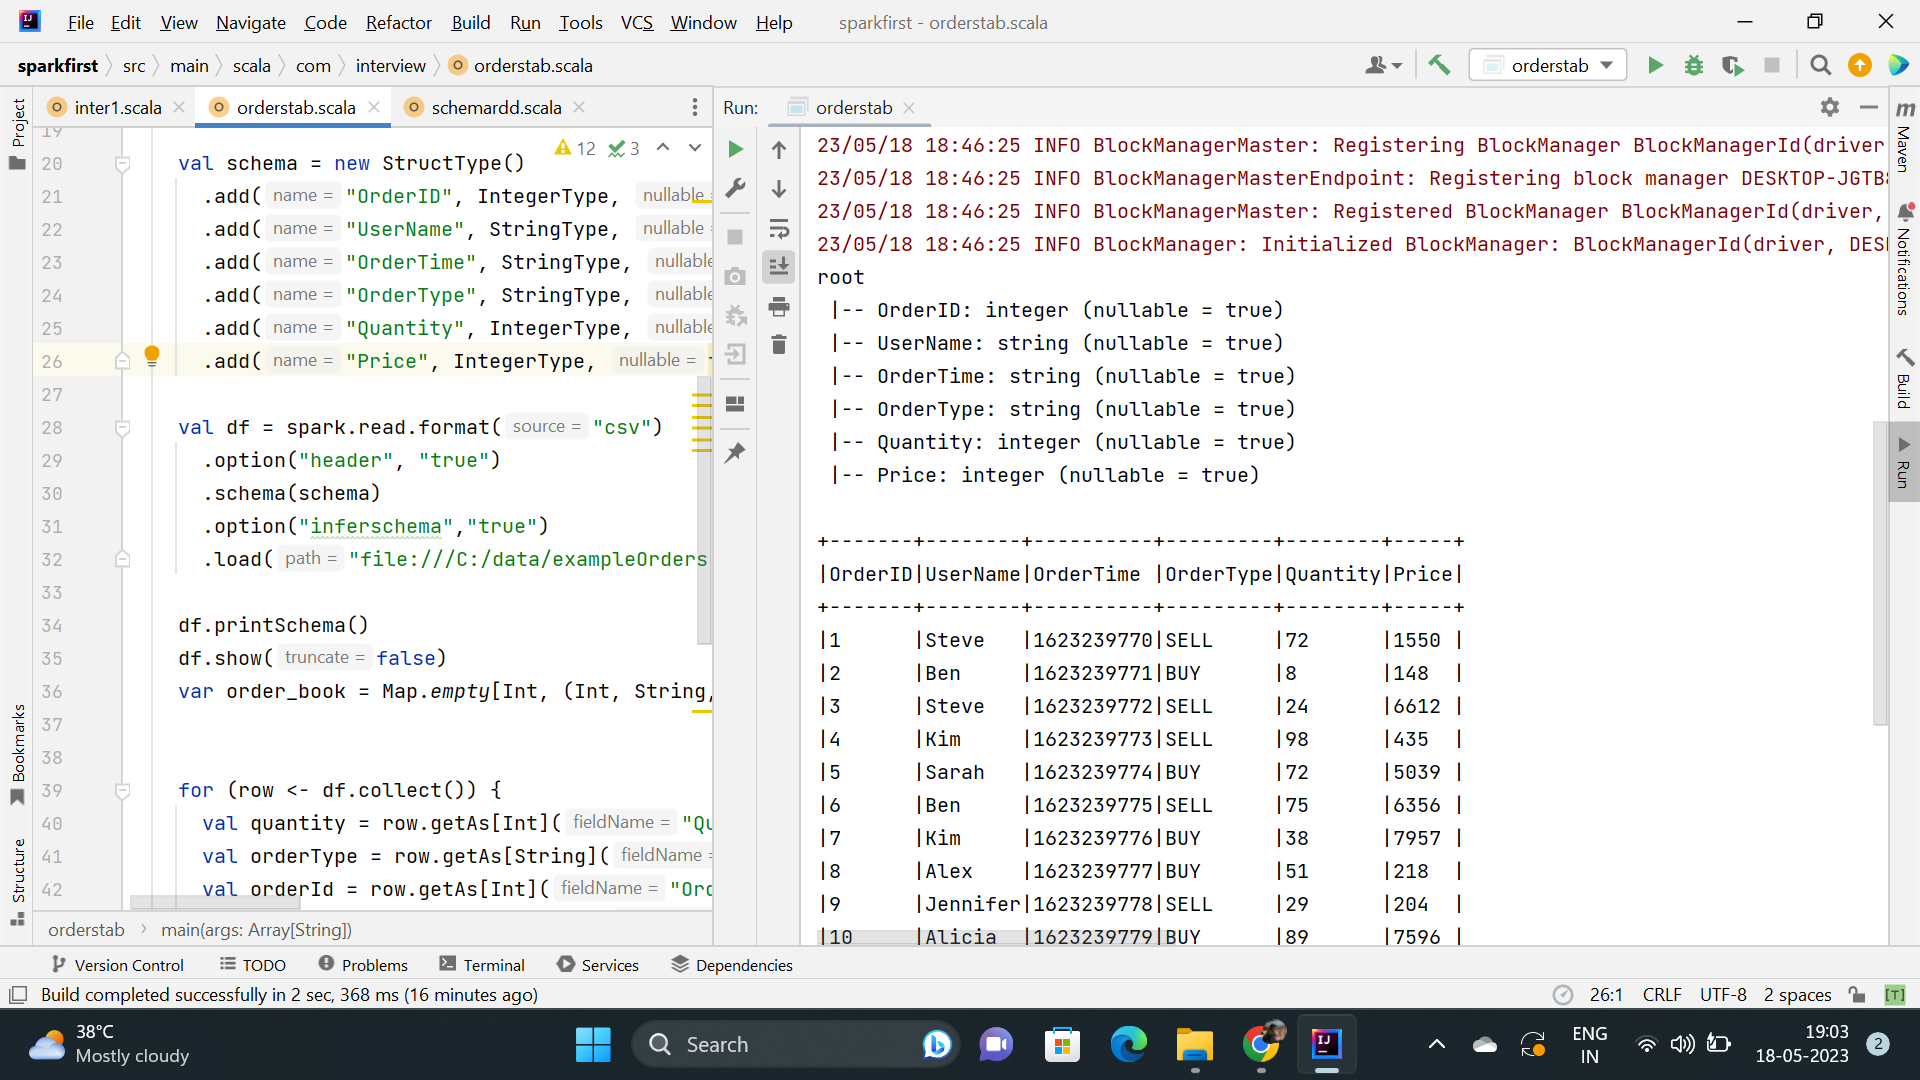 File Edit View Navigate Code Refactor Build Run Tools VCS Window Help sparkfirst - orderstab.scala
sparkfirst src main scala com interview orderstab.scala orderstab
inter1.scala orderstab.scala schemardd.scala
Run: orderstab
Project
Bookmarks
Structure
12 3
19
20 val schema = new StructType()
21 .add( name = "OrderID", IntegerType, nullable =
22 .add( name = "UserName", StringType, nullable
23 .add( name = "OrderTime", StringType, nullable
24 .add( name = "OrderType", StringType, nullable
25 .add( name = "Quantity", IntegerType, nullable
26 .add( name = "Price", IntegerType, nullable =
27
28 val df = spark.read.format( source = "csv")
29 .option("header", "true")
30 .schema(schema)
31 .option("inferschema","true")
32 .load( path = "file:///C:/data/exampleOrders
33
34 df.printSchema()
35 df.show( truncate = false)
36 var order_book = Map.empty[Int, (Int, String,
37
38
39 for (row <- df.collect()) {
40 val quantity = row.getAs[Int]( fieldName = "Qu
41 val orderType = row.getAs[String]( fieldName =
42 val orderId = row.getAs[Int]( fieldName = "Ord
orderstab main(args: Array[String])
23/05/18 18:46:25 INFO BlockManagerMaster: Registering BlockManager BlockManagerId(driver
23/05/18 18:46:25 INFO BlockManagerMasterEndpoint: Registering block manager DESKTOP-JGTB8
23/05/18 18:46:25 INFO BlockManagerMaster: Registered BlockManager BlockManagerId(driver,
23/05/18 18:46:25 INFO BlockManager: Initialized BlockManager: BlockManagerId(driver, DESK
root
|-- OrderID: integer (nullable = true)
|-- UserName: string (nullable = true)
|-- OrderTime: string (nullable = true)
|-- OrderType: string (nullable = true)
|-- Quantity: integer (nullable = true)
|-- Price: integer (nullable = true)
+-------+--------+----------+---------+--------+-----+
|OrderID|UserName|OrderTime |OrderType|Quantity|Price|
+-------+--------+----------+---------+--------+-----+
|1 |Steve |1623239770|SELL |72 |1550 |
|2 |Ben |1623239771|BUY |8 |148 |
|3 |Steve |1623239772|SELL |24 |6612 |
|4 |Kim |1623239773|SELL |98 |435 |
|5 |Sarah |1623239774|BUY |72 |5039 |
|6 |Ben |1623239775|SELL |75 |6356 |
|7 |Kim |1623239776|BUY |38 |7957 |
|8 |Alex |1623239777|BUY |51 |218 |
|9 |Jennifer|1623239778|SELL |29 |204 |
|10 |Alicia |1623239779|BUY |89 |7596 |
m
Maven
Notifications
Build
Run
Version Control TODO Problems Terminal Services Dependencies
Build completed successfully in 2 sec, 368 ms (16 minutes ago) 26:1 CRLF UTF-8 2 spaces [T]
38°C
Mostly cloudy
Search
IJ
ENG
IN
19:03
18-05-2023
2